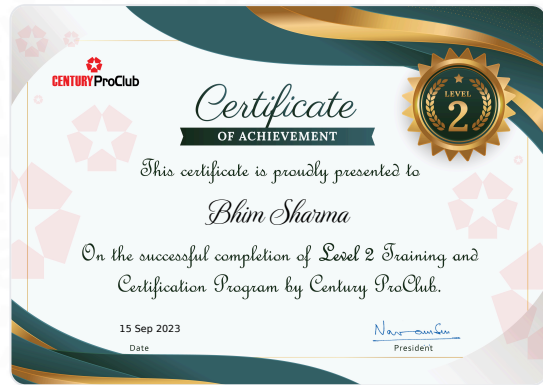 CENTURY ProClub
LEVEL
2
Certificate
OF ACHIEVEMENT
This certificate is proudly presented to
Bhim Sharma
On the successful completion of Level 2 Training and
Certification Program by Century ProClub.
15 Sep 2023
Date
President